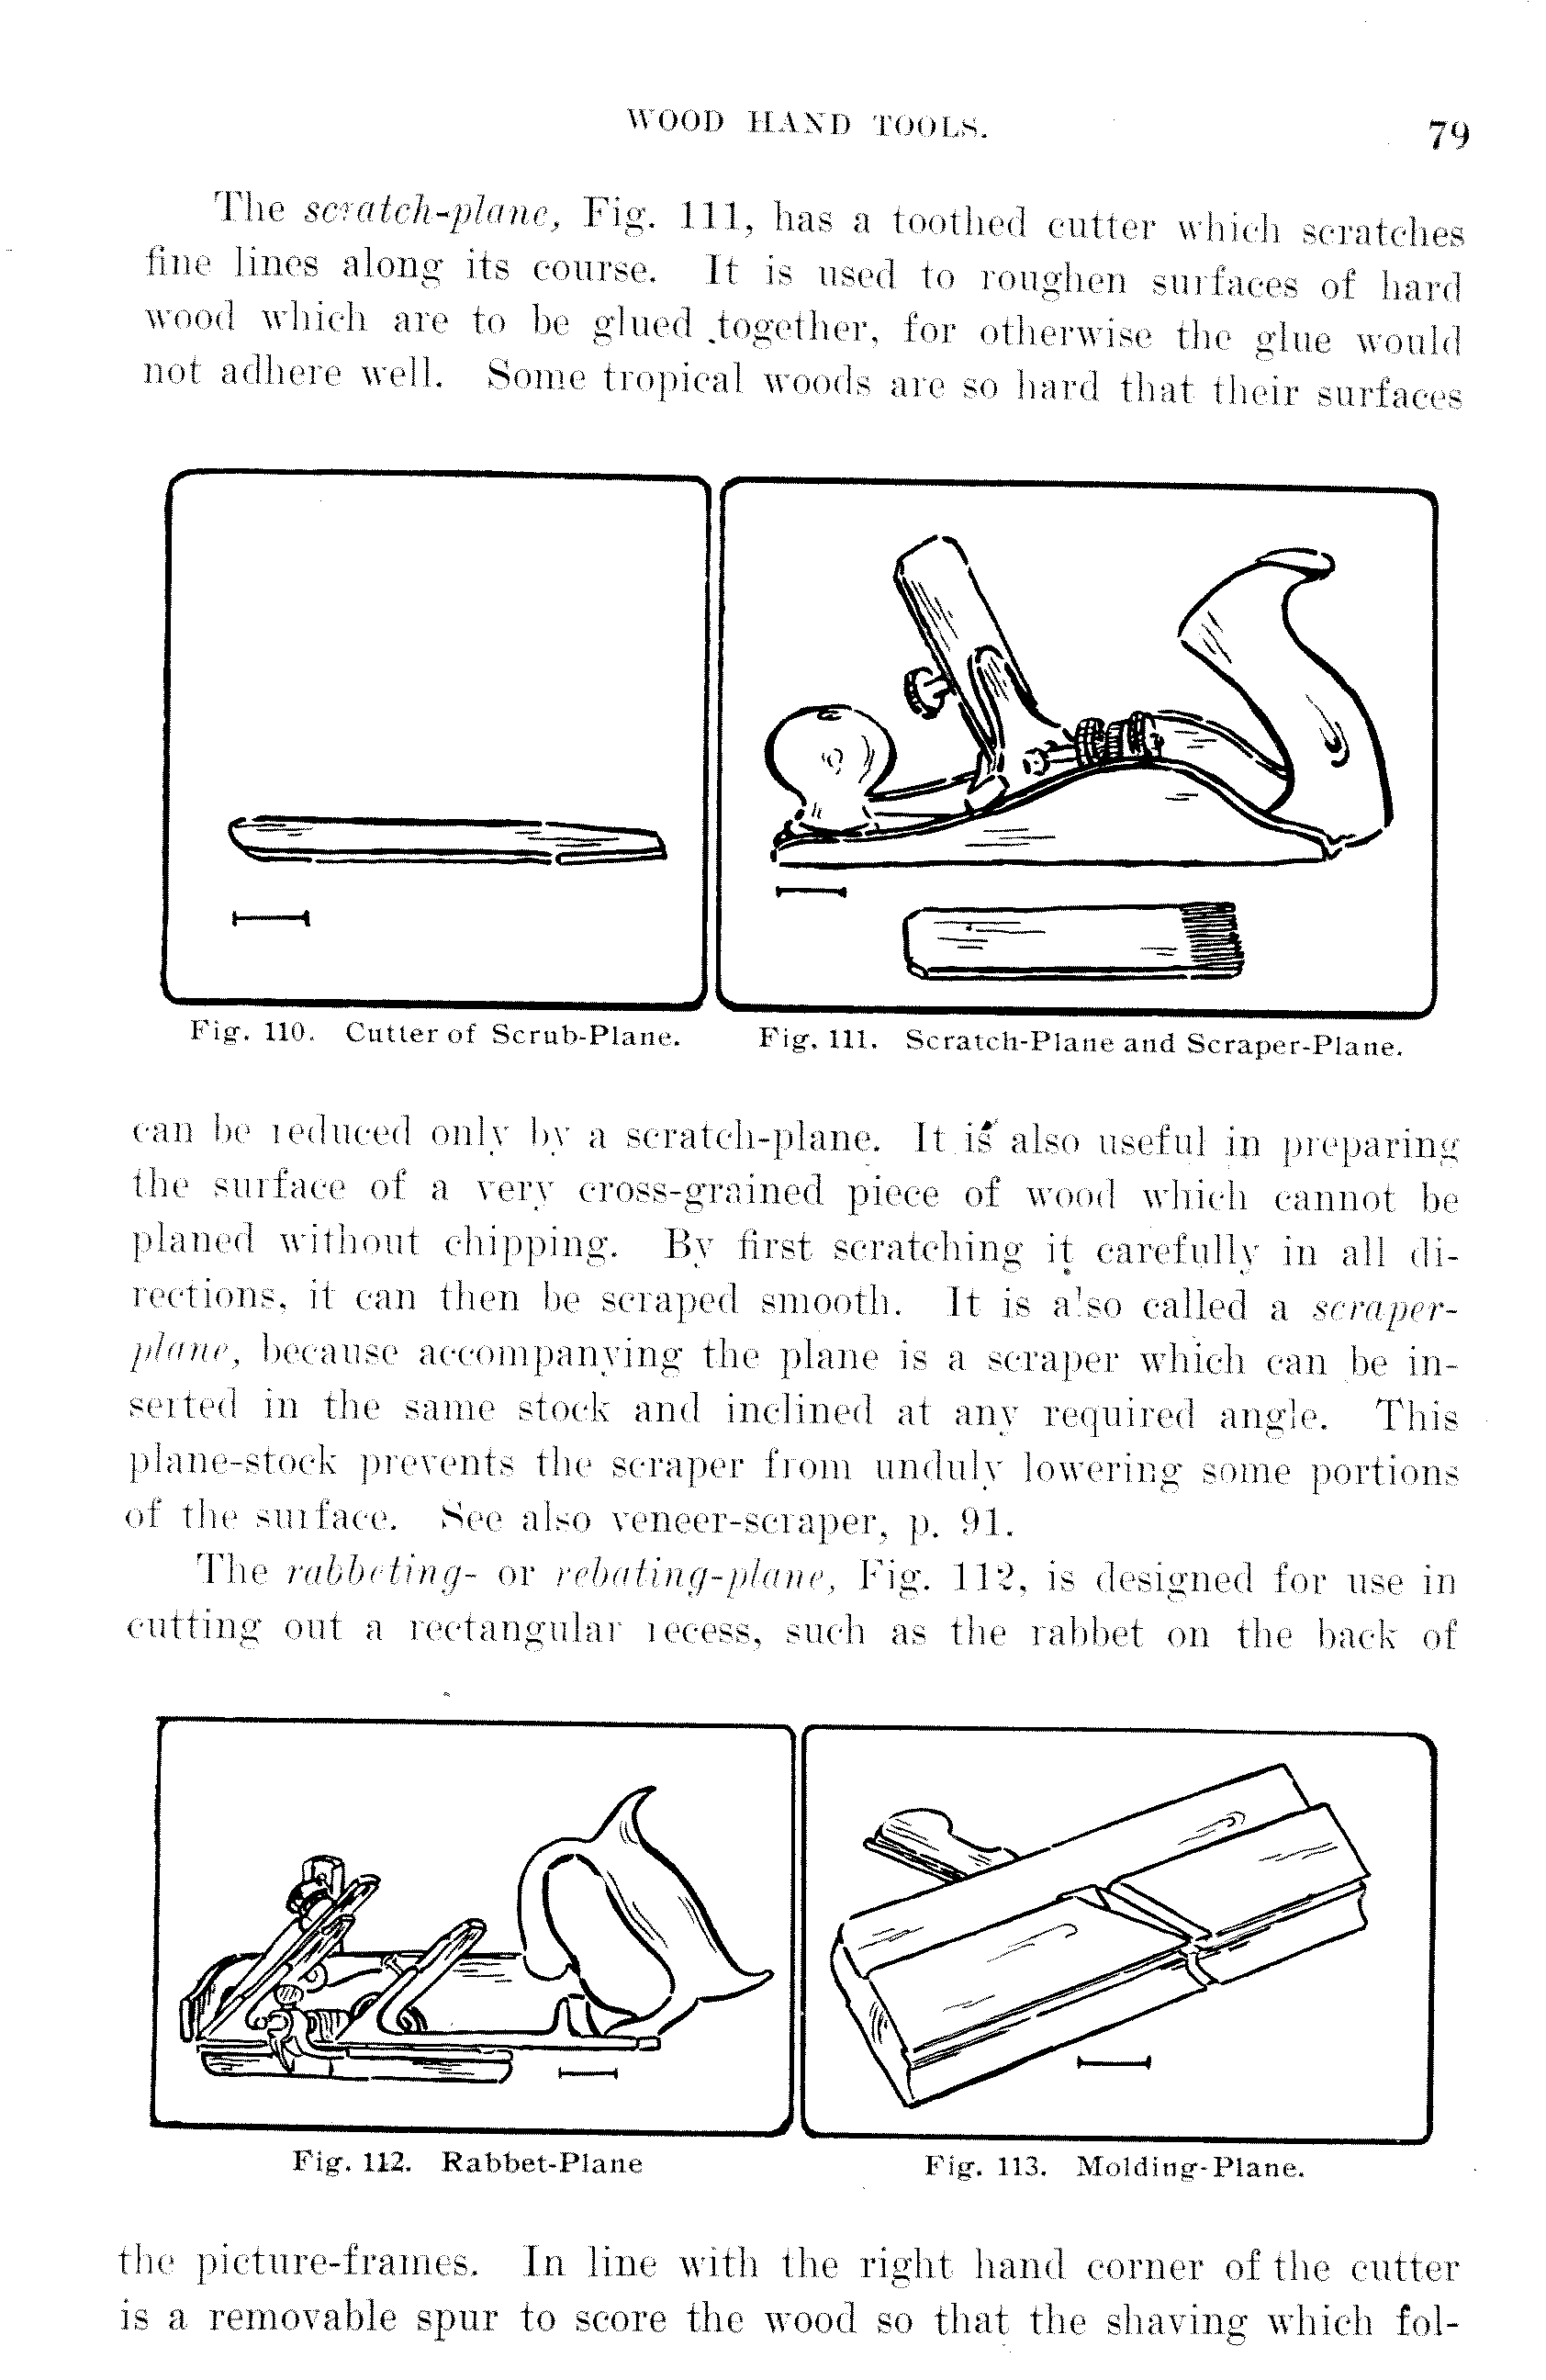 WOOD HAND TOOLS. 79
The scratch-plane, Fig. 111, has a toothed cutter which scratches
fine lines along its course. It is used to roughen surfaces of hard
wood which are to be glued together, for otherwise the glue would
not adhere well. Some tropical woods are so hard that their surfaces
Fig. 110. Cutter of Scrub-Plane.
Fig. 111. Scratch-Plane and Scraper-Plane.
can be reduced only by a scratch-plane. It is also useful in preparing
the surface of a very cross-grained piece of wood which cannot be
planed without chipping. By first scratching it carefully in all di-
rections, it can then be scraped smooth. It is also called a scraper-
plane, because accompanying the plane is a scraper which can be in-
serted in the same stock and inclined at any required angle. This
plane-stock prevents the scraper from unduly lowering some portions
of the surface. See also veneer-scraper, p. 91.
The rabbeting- or rebating-plane, Fig. 112, is designed for use in
cutting out a rectangular recess, such as the rabbet on the back of
Fig. 112. Rabbet-Plane
Fig. 113. Molding-Plane.
the picture-frames. In line with the right hand corner of the cutter
is a removable spur to score the wood so that the shaving which fol-